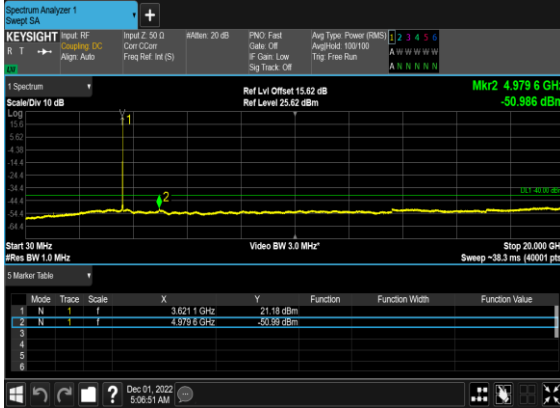 Spectrum Analyzer 1
Swept SA
+
KEYSIGHT Input: RF Input Z: 50 Ω #Atten: 20 dB PNO: Fast Avg Type: Power (RMS) 1 2 3 4 5 6
R T Coupling: DC Corr CCorr Gate: Off Avg|Hold: 100/100 A W W W W W
Align: Auto Freq Ref: Int (S) IF Gain: Low Trig: Free Run
Sig Track: Off A N N N N N
1 Spectrum
Ref Lvl Offset 15.62 dB Mkr2 4.979 6 GHz
Scale/Div 10 dB Ref Level 25.62 dBm -50.986 dBm
Log
15.6
5.62
-4.38
-14.4
-24.4
-34.4
-44.4
-54.4
-64.4
1
2
DL1 -40.00 dBm
Start 30 MHz Video BW 3.0 MHz* Stop 20.000 GHz
#Res BW 1.0 MHz Sweep ~38.3 ms (40001 pts)
5 Marker Table
Mode Trace Scale X Y Function Function Width Function Value
1 N 1 f 3.621 1 GHz 21.18 dBm
2 N 1 f 4.979 6 GHz -50.99 dBm
3
4
5
6
? Dec 01, 2022
5:06:51 AM